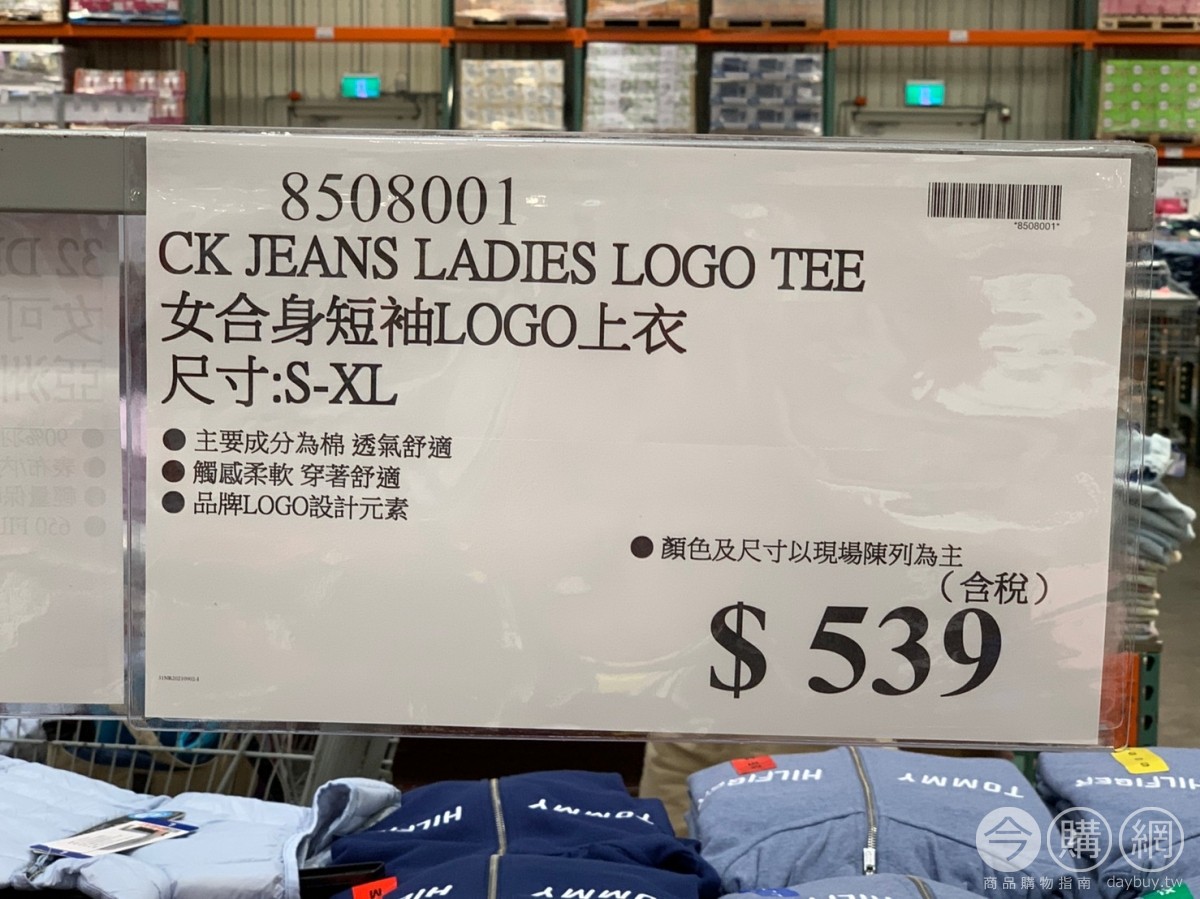 8508001
*8508001*
CK JEANS LADIES LOGO TEE
女合身短袖LOGO上衣
尺寸:S-XL
● 主要成分為棉 透氣舒適
● 觸感柔軟 穿著舒適
● 品牌LOGO設計元素
● 顏色及尺寸以現場陳列為主
（含稅）
$ 539
HILFIGER
TOMMY
HILFIGER
TOMMY
HILFIGER
TOMMY
今購網
商品購物指南 daybuy.tw